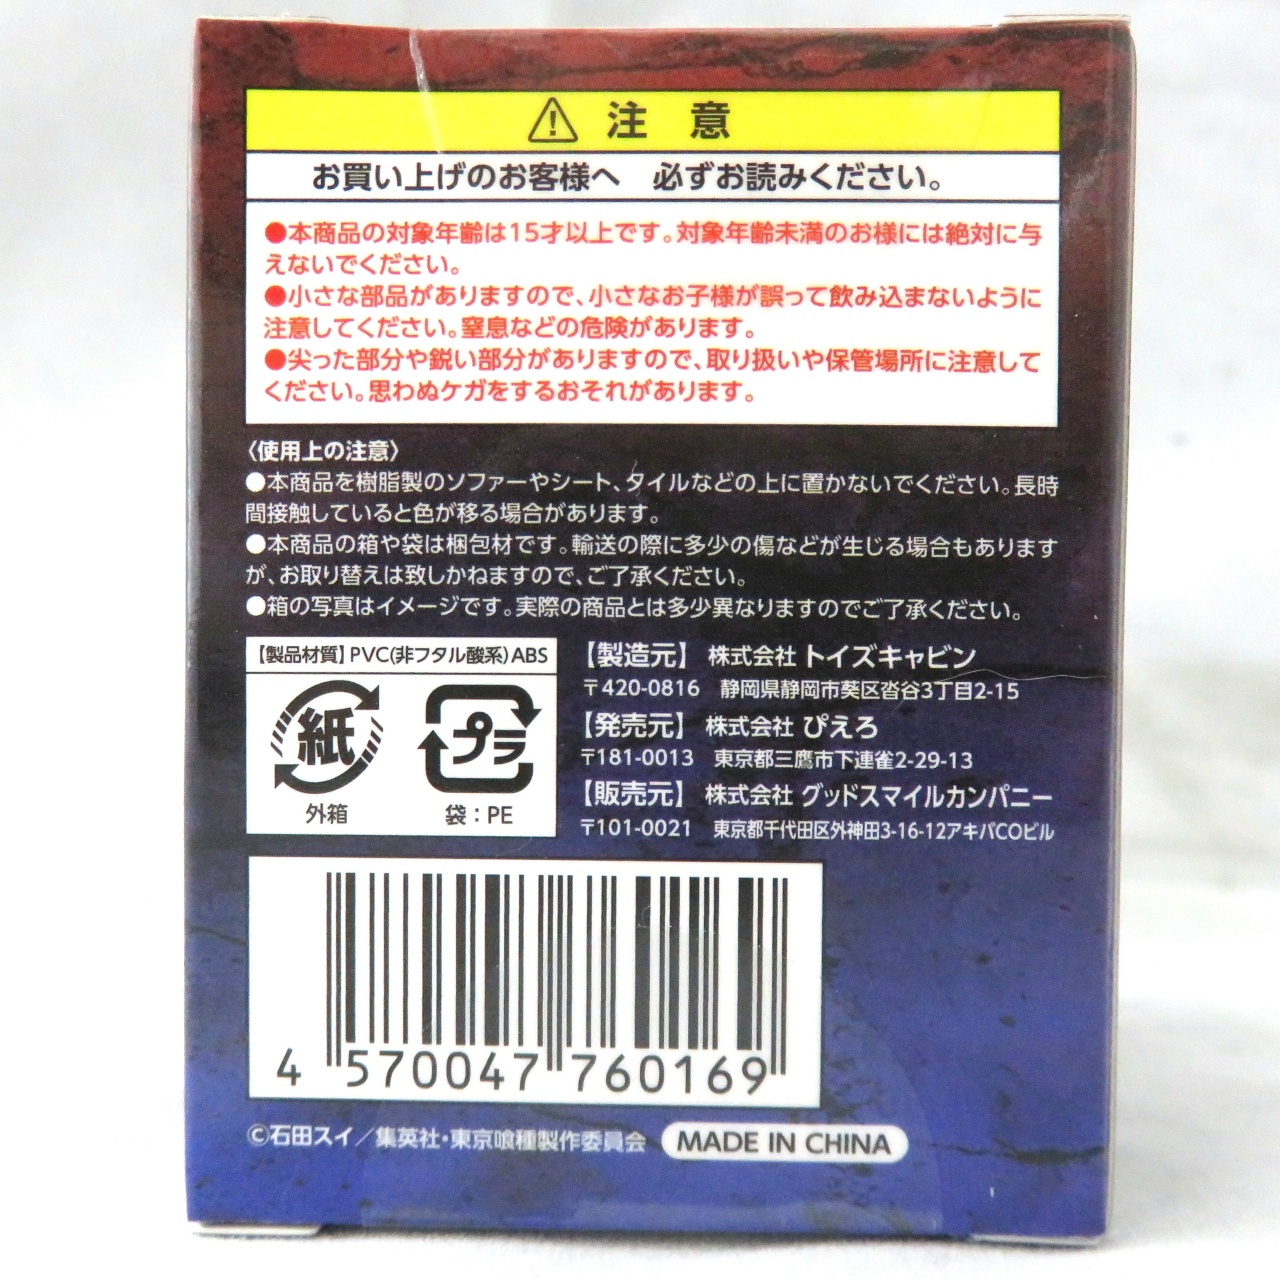 注 意
お買い上げのお客様へ 必ずお読みください。
●本商品の対象年齢は15才以上です。対象年齢未満のお様には絶対に与
えないでください。
●小さな部品がありますので、小さなお子様が誤って飲み込まないように
注意してください。窒息などの危険があります。
●尖った部分や鋭い部分がありますので、取り扱いや保管場所に注意して
ください。思わぬケガをするおそれがあります。
〈使用上の注意〉
●本商品を樹脂製のソファーやシート、タイルなどの上に置かないでください。長時
間接触していると色が移る場合があります。
●本商品の箱や袋は梱包材です。輸送の際に多少の傷などが生じる場合もあります
が、お取り替えは致しかねますので、ご了承ください。
●箱の写真はイメージです。実際の商品とは多少異なりますのでご了承ください。
【製品材質】PVC(非フタル酸系)ABS
紙
外箱
プラ
袋：PE
【製造元】 株式会社 トイズキャビン
〒420-0816 静岡県静岡市葵区沓谷3丁目2-15
【発売元】 株式会社 ぴえろ
〒181-0013 東京都三鷹市下連雀2-29-13
【販売元】 株式会社 グッドスマイルカンパニー
〒101-0021 東京都千代田区外神田3-16-12アキバCOビル
4 570047 760169
©石田スイ／集英社・東京喰種製作委員会
MADE IN CHINA